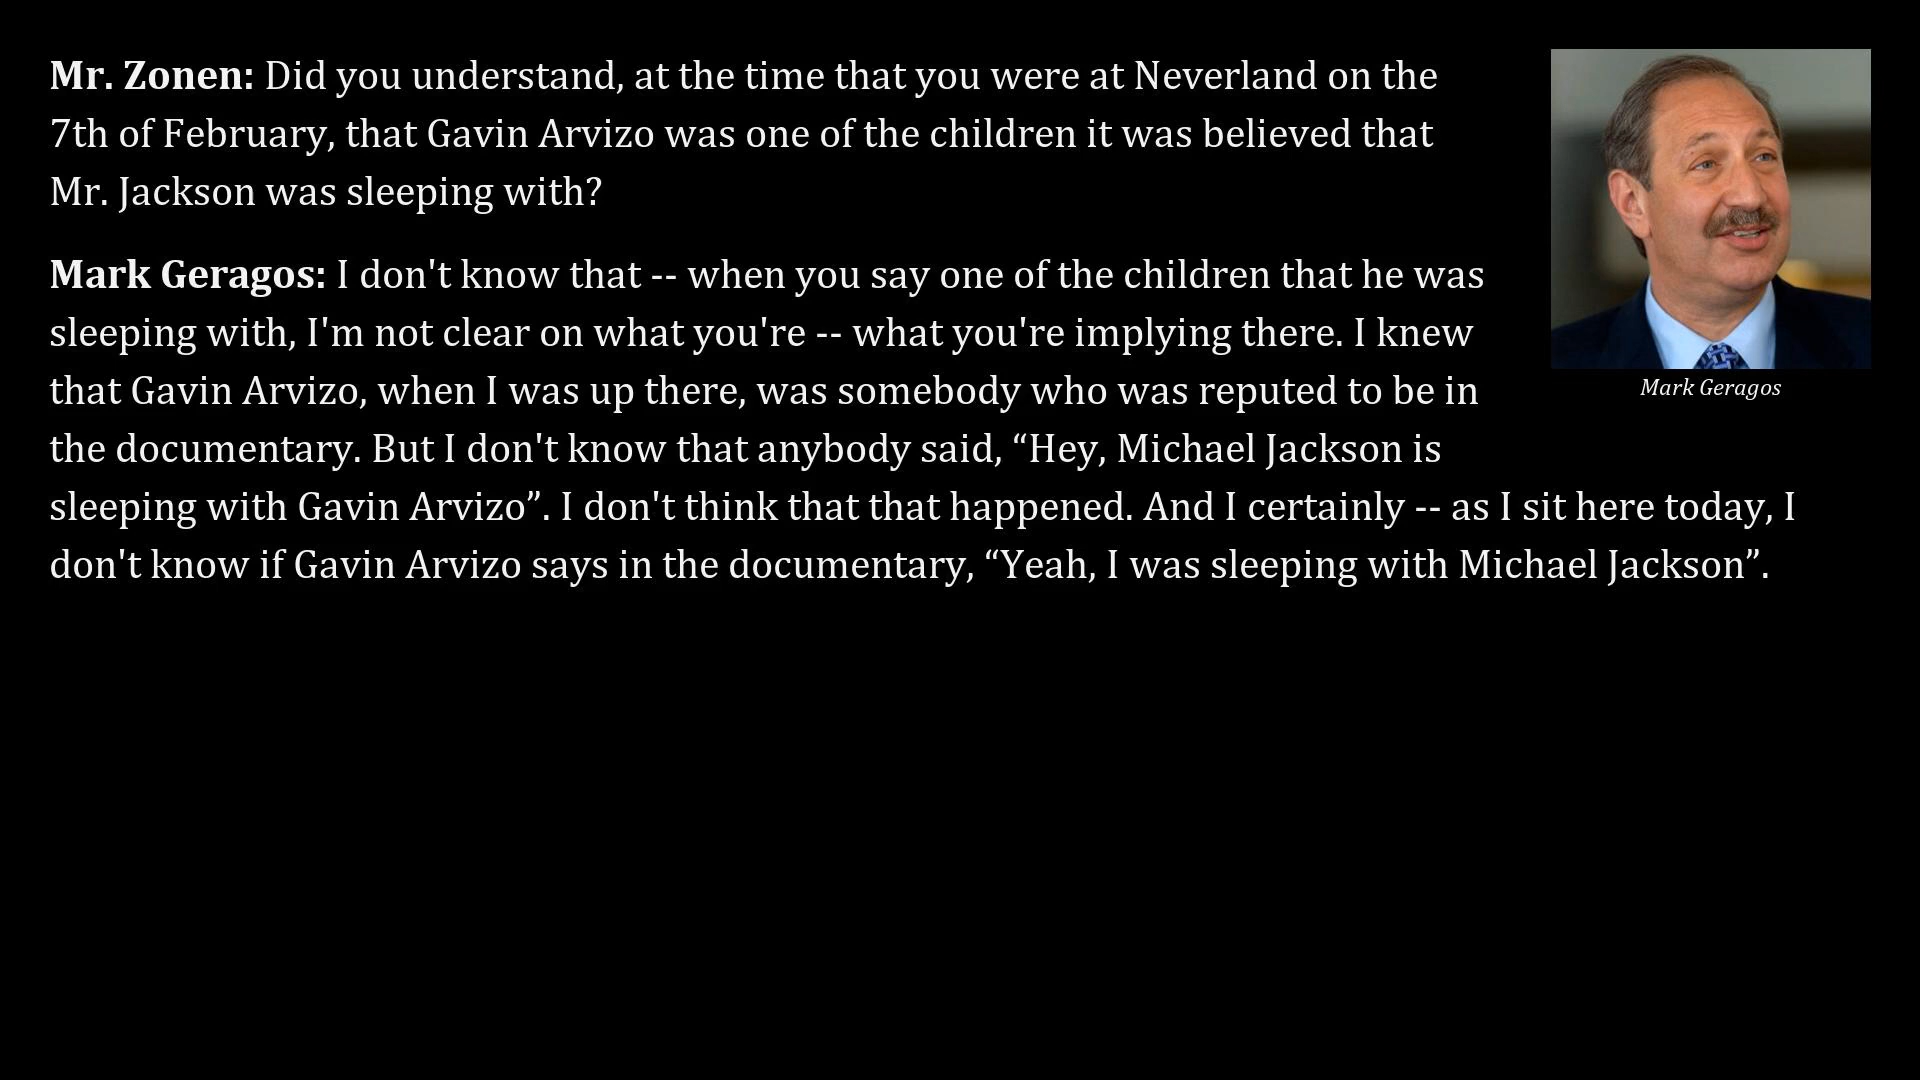 Mr. Zonen: Did you understand, at the time that you were at Neverland on the
7th of February, that Gavin Arvizo was one of the children it was believed that
Mr. Jackson was sleeping with?
Mark Geragos: I don't know that -- when you say one of the children that he was
sleeping with, I'm not clear on what you're -- what you're implying there. I knew
that Gavin Arvizo, when I was up there, was somebody who was reputed to be in
the documentary. But I don't know that anybody said, “Hey, Michael Jackson is
sleeping with Gavin Arvizo”. I don't think that that happened. And I certainly -- as I sit here today, I
don't know if Gavin Arvizo says in the documentary, “Yeah, I was sleeping with Michael Jackson”.
Mark Geragos